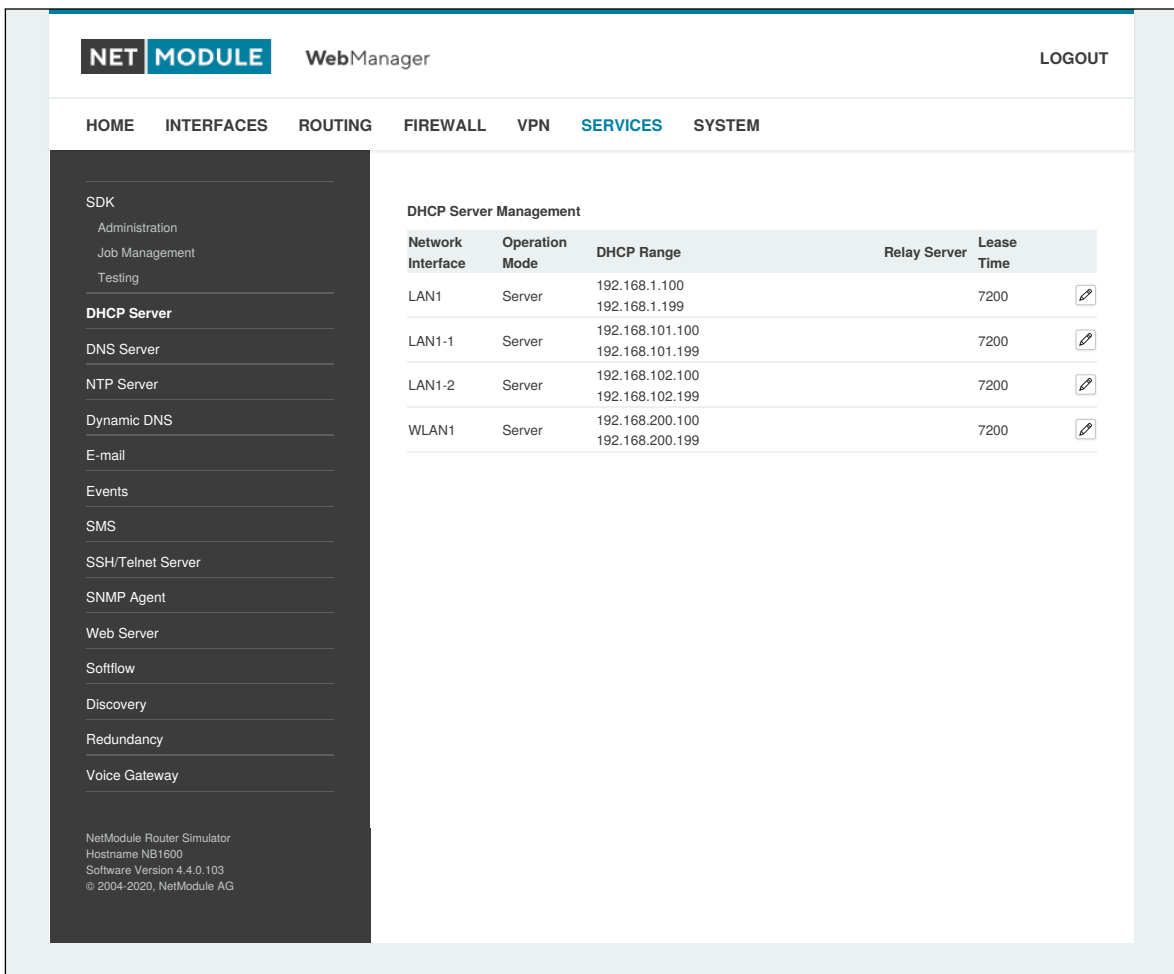 NET MODULE WebManager LOGOUT
HOME INTERFACES ROUTING FIREWALL VPN SERVICES SYSTEM
SDK
Administration
Job Management
Testing
DHCP Server
DNS Server
NTP Server
Dynamic DNS
E-mail
Events
SMS
SSH/Telnet Server
SNMP Agent
Web Server
Softflow
Discovery
Redundancy
Voice Gateway
NetModule Router Simulator
Hostname NB1600
Software Version 4.4.0.103
© 2004-2020, NetModule AG
DHCP Server Management
Network Interface Operation Mode DHCP Range Relay Server Lease Time
LAN1 Server 192.168.1.100 7200
192.168.1.199
LAN1-1 Server 192.168.101.100 7200
192.168.101.199
LAN1-2 Server 192.168.102.100 7200
192.168.102.199
WLAN1 Server 192.168.200.100 7200
192.168.200.199